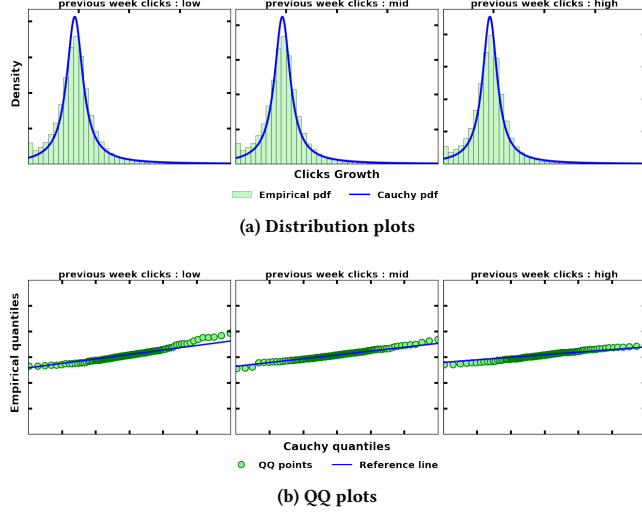 previous week clicks : low
previous week clicks : mid
previous week clicks : high
Density
Clicks Growth
Empirical pdf
Cauchy pdf
(a) Distribution plots
previous week clicks : low
previous week clicks : mid
previous week clicks : high
Empirical quantiles
Cauchy quantiles
QQ points
Reference line
(b) QQ plots